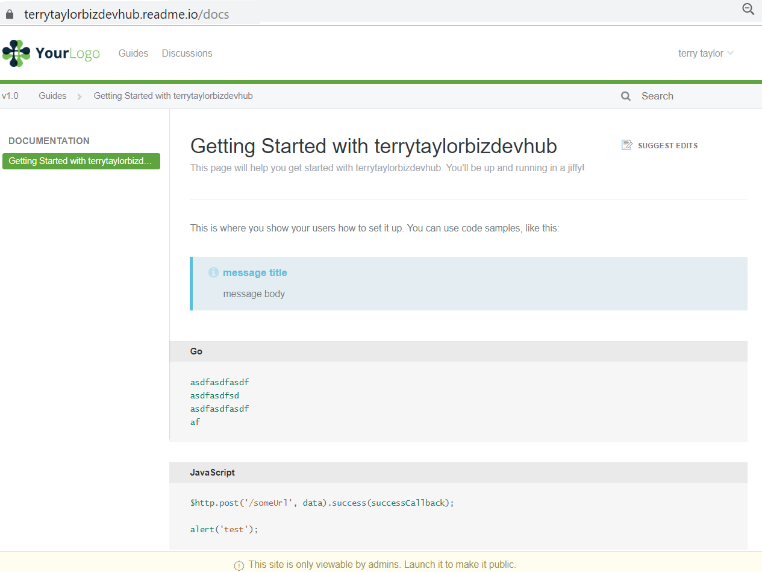 terrytaylorbizdevhub.readme.io/docs
YourLogo Guides Discussions terry taylor
v1.0 Guides Getting Started with terrytaylorbizdevhub Search
DOCUMENTATION
Getting Started with terrytaylorbizd...
Getting Started with terrytaylorbizdevhub
SUGGEST EDITS
This page will help you get started with terrytaylorbizdevhub. You'll be up and running in a jiffy!
This is where you show your users how to set it up. You can use code samples, like this:
message title
message body
Go
asdfasdfasdf
asdfasdfsd
asdfasdfasdf
af
JavaScript
$http.post('/someUrl', data).success(successCallback);
alert('test');
This site is only viewable by admins. Launch it to make it public.